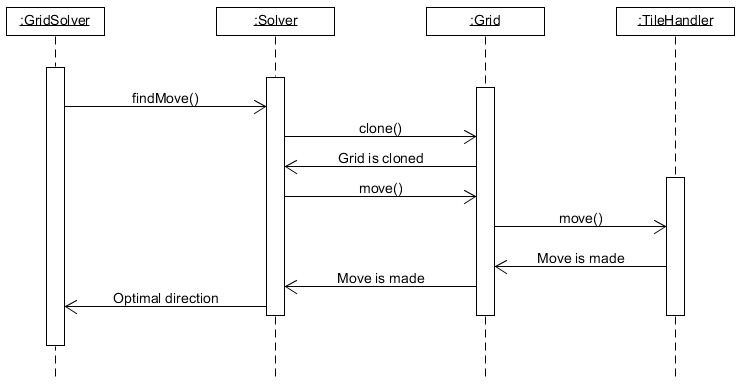 :GridSolver
:Solver
:Grid
:TileHandler
findMove()
clone()
Grid is cloned
move()
move()
Move is made
Move is made
Optimal direction